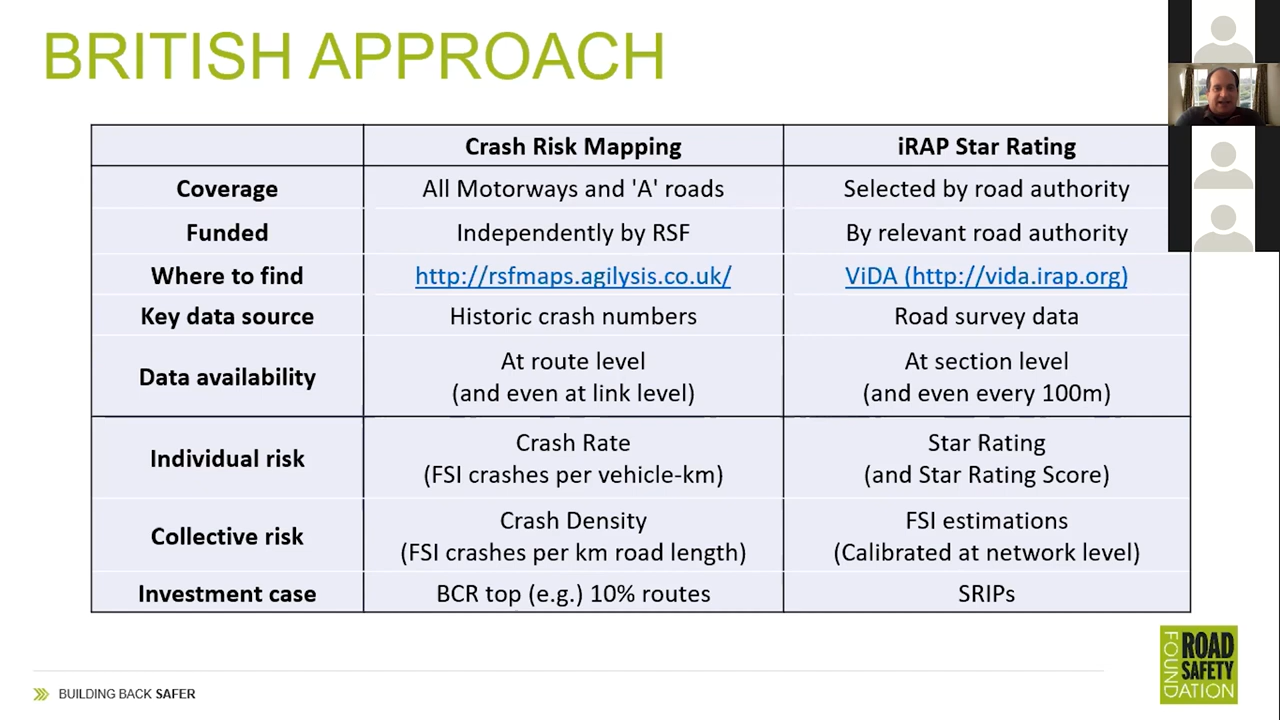 BRITISH APPROACH
Crash Risk Mapping iRAP Star Rating
Coverage All Motorways and 'A' roads Selected by road authority
Funded Independently by RSF By relevant road authority
Where to find http://rsfmaps.agilysis.co.uk/ ViDA (http://vida.irap.org)
Key data source Historic crash numbers Road survey data
Data availability At route level At section level
(and even at link level) (and even every 100m)
Individual risk Crash Rate Star Rating
(FSI crashes per vehicle-km) (and Star Rating Score)
Collective risk Crash Density FSI estimations
(FSI crashes per km road length) (Calibrated at network level)
Investment case BCR top (e.g.) 10% routes SRIPs
BUILDING BACK SAFER
ROAD
SAFETY
FOUNDATION